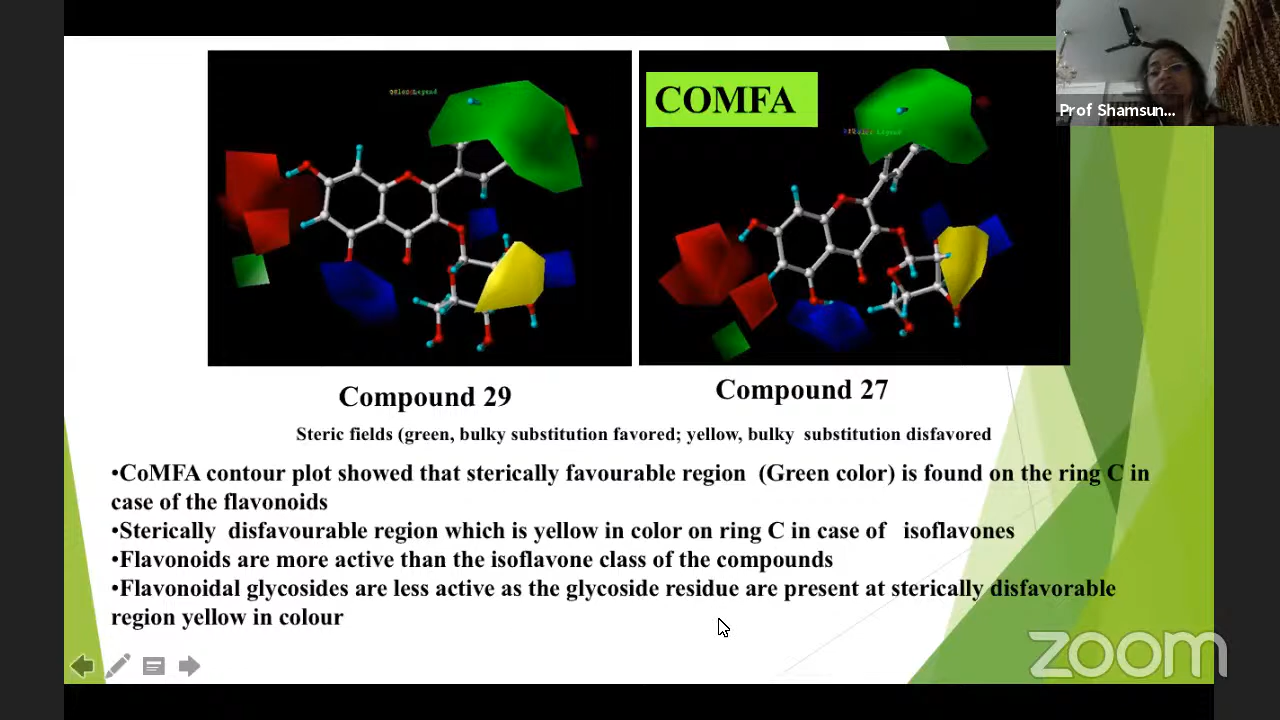 COMFA
Prof Shamsun...
Compound 29
Compound 27
Steric fields (green, bulky substitution favored; yellow, bulky substitution disfavored
•CoMFA contour plot showed that sterically favourable region (Green color) is found on the ring C in
case of the flavonoids
•Sterically disfavourable region which is yellow in color on ring C in case of isoflavones
•Flavonoids are more active than the isoflavone class of the compounds
•Flavonoidal glycosides are less active as the glycoside residue are present at sterically disfavorable
region yellow in colour
zoom